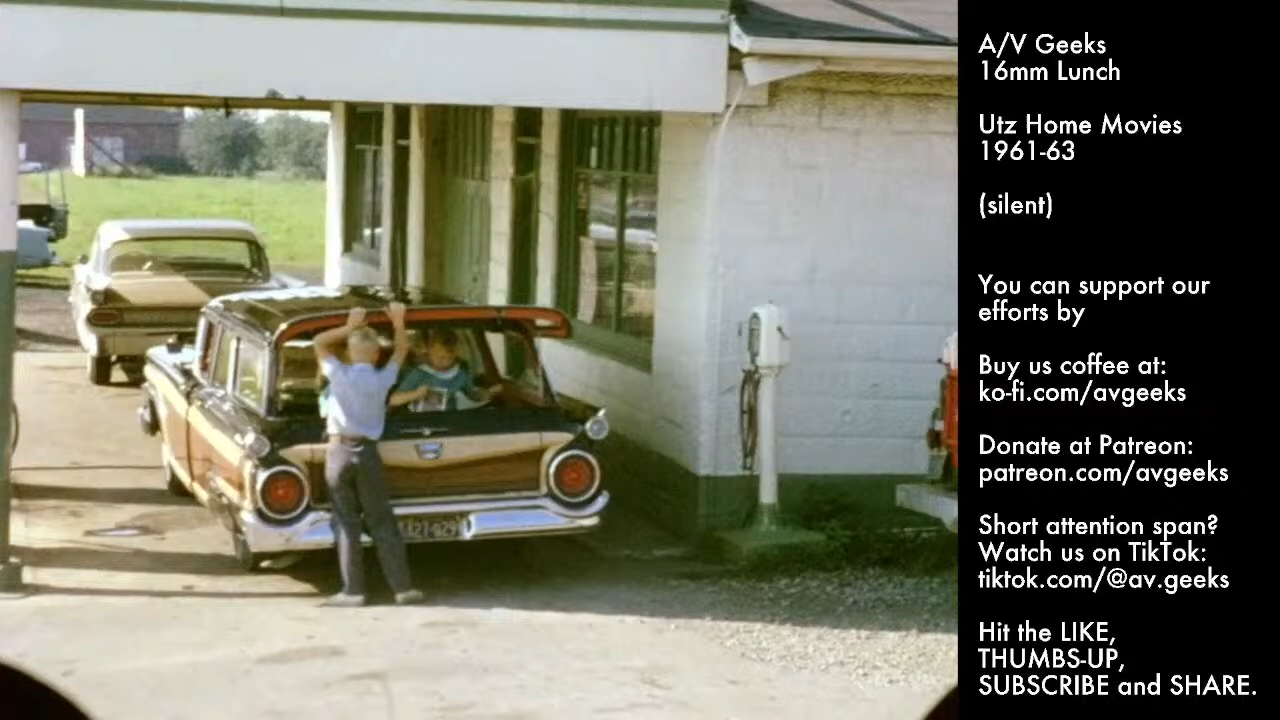 A/V Geeks
16mm Lunch
Utz Home Movies
1961-63
(silent)
You can support our
efforts by
Buy us coffee at:
ko-fi.com/avgeeks
Donate at Patreon:
patreon.com/avgeeks
Short attention span?
Watch us on TikTok:
tiktok.com/@av.geeks
Hit the LIKE,
THUMBS-UP,
SUBSCRIBE and SHARE.